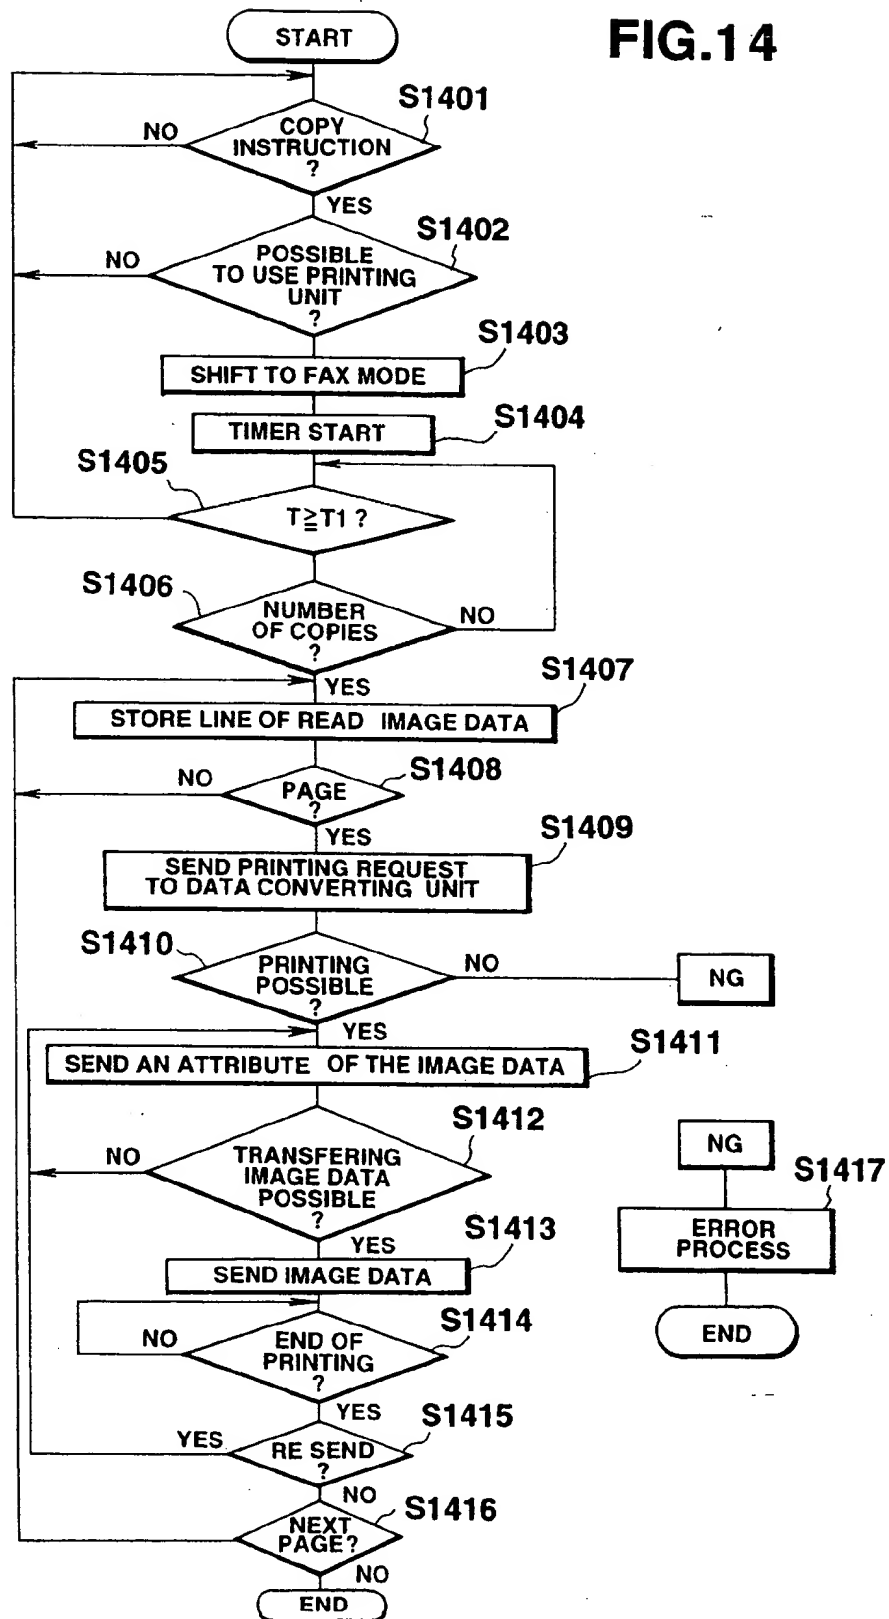 FIG.14
START
S1401
COPY
INSTRUCTION
?
NO
YES
S1402
POSSIBLE
TO USE PRINTING
UNIT
?
NO
S1403
SHIFT TO FAX MODE
S1404
TIMER START
S1405
T≧T1 ?
S1406
NUMBER
OF COPIES
?
NO
YES
S1407
STORE LINE OF READ IMAGE DATA
S1408
PAGE
?
NO
YES
S1409
SEND PRINTING REQUEST
TO DATA CONVERTING UNIT
S1410
PRINTING
POSSIBLE
?
NO
NG
YES
S1411
SEND AN ATTRIBUTE OF THE IMAGE DATA
S1412
TRANSFERING
IMAGE DATA
POSSIBLE
?
NO
YES
S1413
SEND IMAGE DATA
S1414
END OF
PRINTING
?
NO
YES
S1415
RE SEND
?
YES
NO
S1416
NEXT
PAGE?
NO
END
NG
S1417
ERROR
PROCESS
END